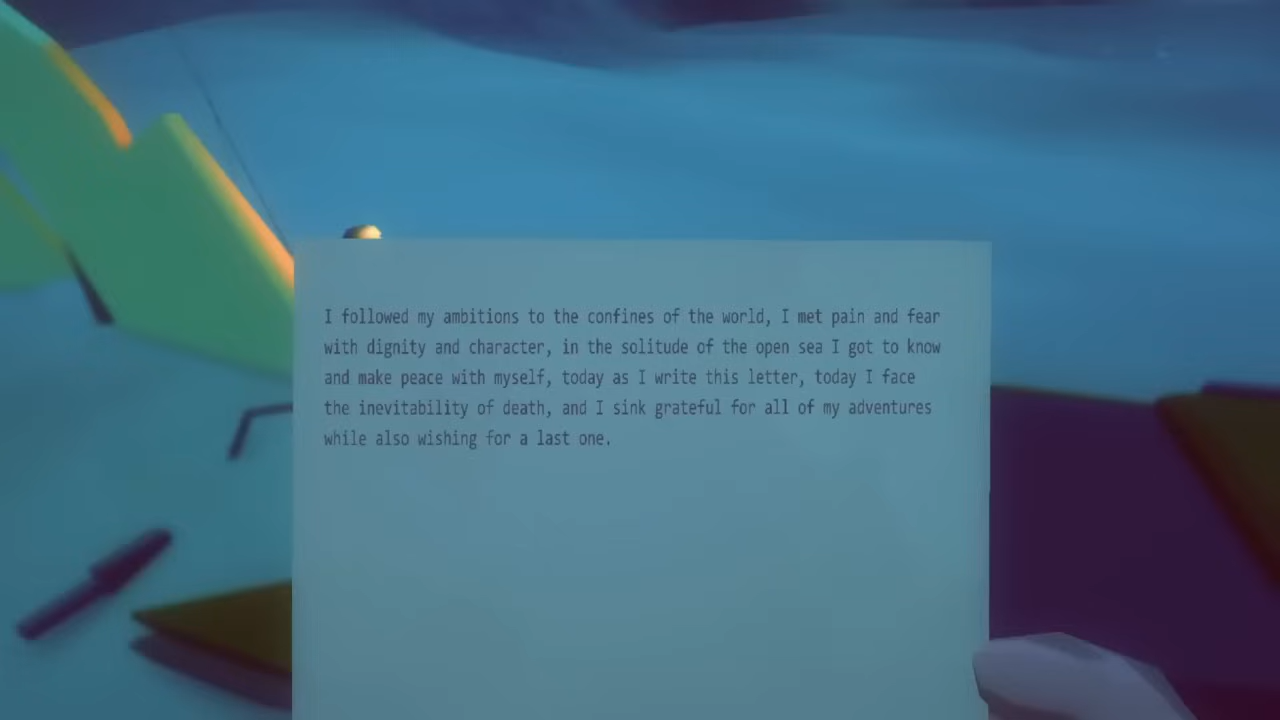 I followed my ambitions to the confines of the world, I met pain and fear
with dignity and character, in the solitude of the open sea I got to know
and make peace with myself, today as I write this letter, today I face
the inevitability of death, and I sink grateful for all of my adventures
while also wishing for a last one.